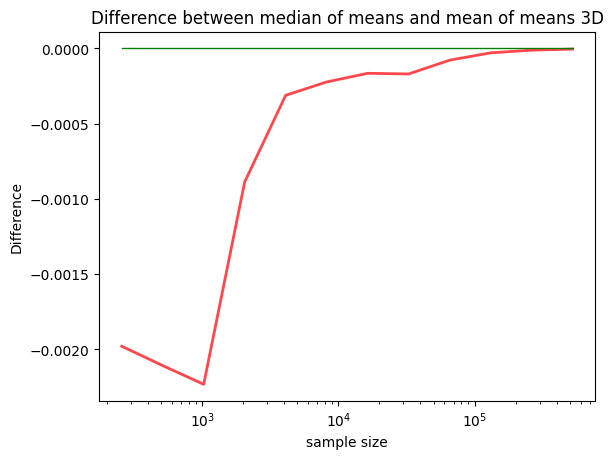 Difference between median of means and mean of means 3D
0.0000
−0.0005
−0.0010
−0.0015
−0.0020
Difference
10³
10⁴
10⁵
sample size